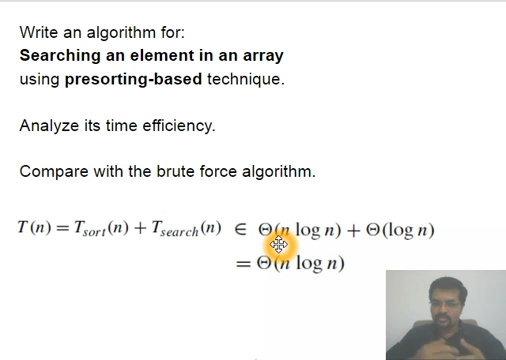 Write an algorithm for:
Searching an element in an array
using presorting-based technique.
Analyze its time efficiency.
Compare with the brute force algorithm.
T(n) = T_sort(n) + T_search(n) ∈ Θ(n log n) + Θ(log n)
= Θ(n log n)